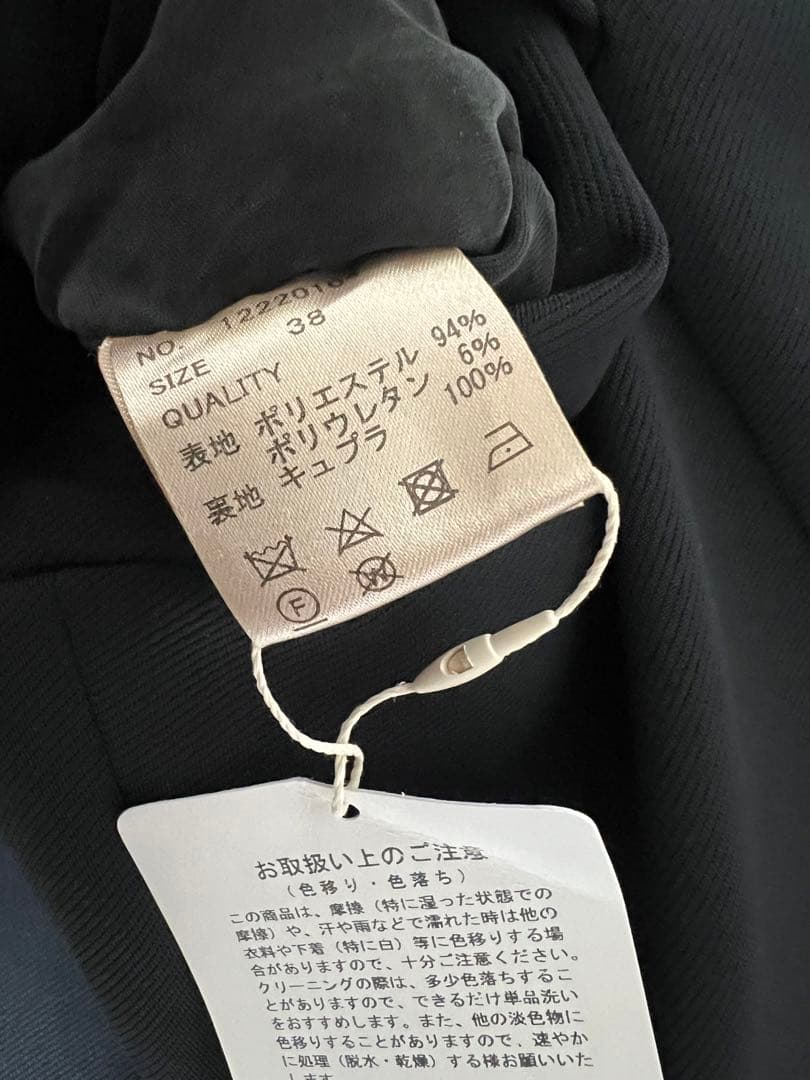 NO.
SIZE 38
QUALITY
表地 ポリエステル 94%
ポリウレタン 6%
裏地 キュプラ 100%
F W
お取扱い上のご注意
(色移り・色落ち)
この商品は、摩擦(特に湿った状態での
摩擦)や、汗や雨などで濡れた時は他の
衣料や下着(特に白)等に色移りする場
合がありますので、十分ご注意ください。
クリーニングの際は、多少色落ちするこ
とがありますので、できるだけ単品洗い
をおすすめします。また、他の淡色物に
色移りすることがありますので、速やか
に処理(脱水・乾燥)する様お願いいた
します。